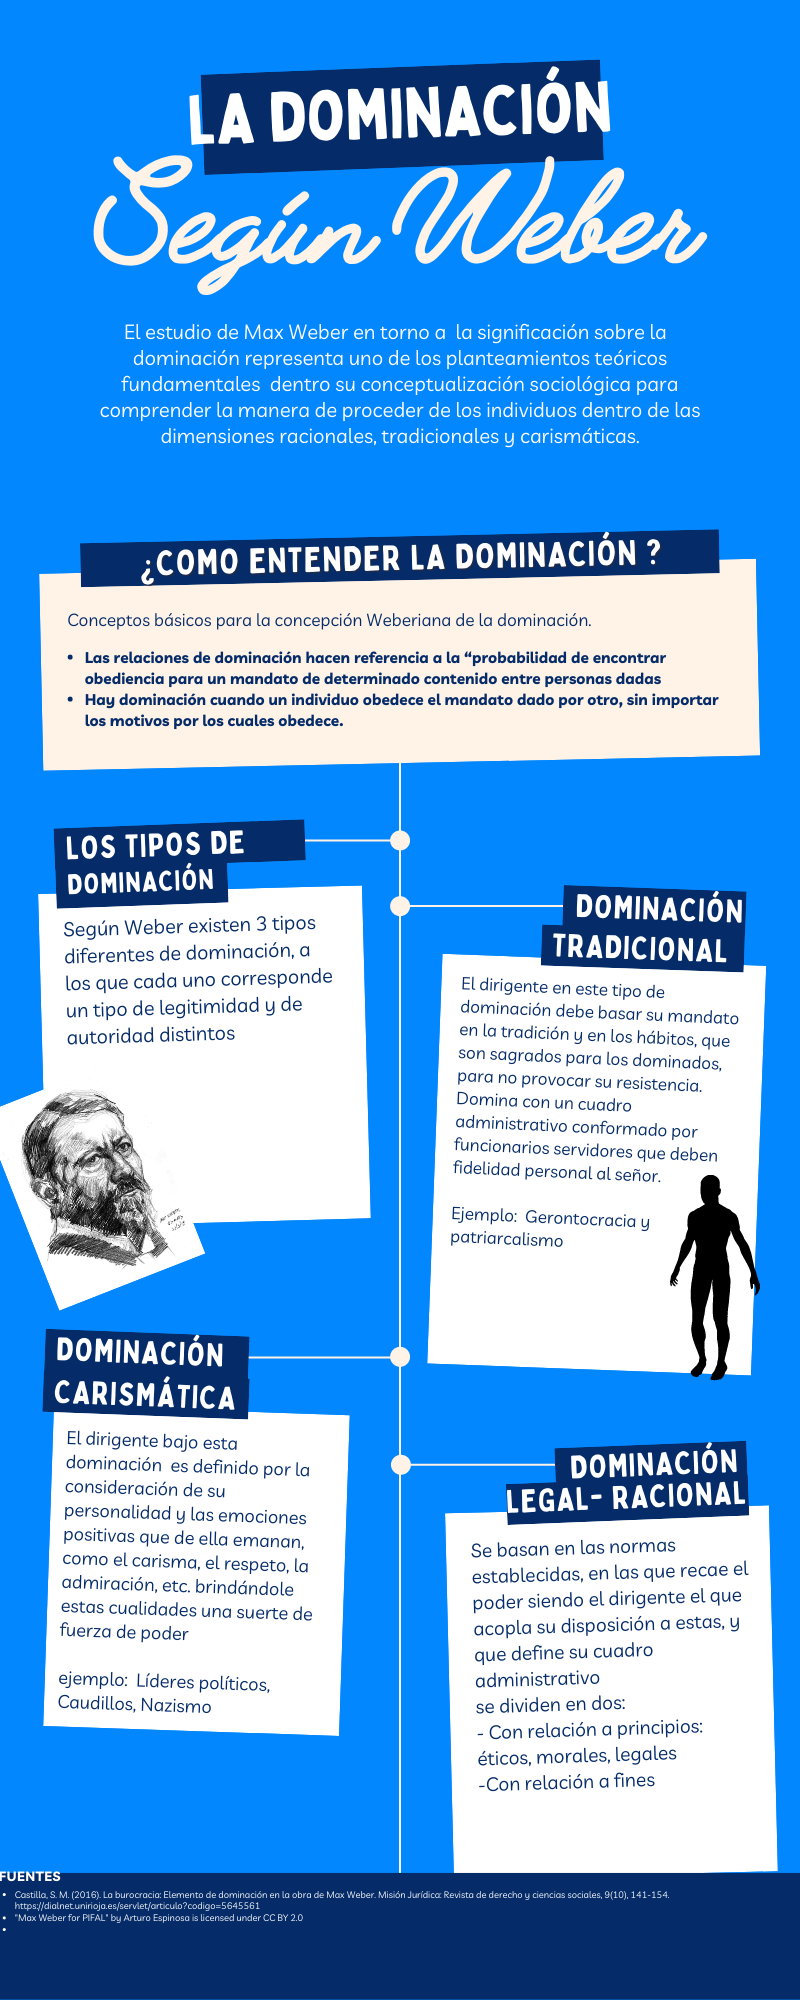 LA DOMINACIÓN
Según Weber
El estudio de Max Weber en torno a  la significación sobre la
dominación representa uno de los planteamientos teóricos
fundamentales  dentro su conceptualización sociológica para
comprender la manera de proceder de los individuos dentro de las
dimensiones racionales, tradicionales y carismáticas.
¿COMO ENTENDER LA DOMINACIÓN ?
Conceptos básicos para la concepción Weberiana de la dominación.
• Las relaciones de dominación hacen referencia a la “probabilidad de encontrar
obediencia para un mandato de determinado contenido entre personas dadas
• Hay dominación cuando un individuo obedece el mandato dado por otro, sin importar
los motivos por los cuales obedece.
LOS TIPOS DE
DOMINACIÓN
Según Weber existen 3 tipos
diferentes de dominación, a
los que cada uno corresponde
un tipo de legitimidad y de
autoridad distintos
DOMINACIÓN
TRADICIONAL
El dirigente en este tipo de
dominación debe basar su mandato
en la tradición y en los hábitos, que
son sagrados para los dominados,
para no provocar su resistencia.
Domina con un cuadro
administrativo conformado por
funcionarios servidores que deben
fidelidad personal al señor.
Ejemplo:  Gerontocracia y
patriarcalismo
DOMINACIÓN
CARISMÁTICA
El dirigente bajo esta
dominación  es definido por la
consideración de su
personalidad y las emociones
positivas que de ella emanan,
como el carisma, el respeto, la
admiración, etc. brindándole
estas cualidades una suerte de
fuerza de poder
ejemplo:  Líderes políticos,
Caudillos, Nazismo
DOMINACIÓN
LEGAL- RACIONAL
Se basan en las normas
establecidas, en las que recae el
poder siendo el dirigente el que
acopla su disposición a estas, y
que define su cuadro
administrativo
se dividen en dos:
- Con relación a principios:
éticos, morales, legales
-Con relación a fines
FUENTES
• Castilla, S. M. (2016). La burocracia: Elemento de dominación en la obra de Max Weber. Misión Jurídica: Revista de derecho y ciencias sociales, 9(10), 141-154.
https://dialnet.unirioja.es/servlet/articulo?codigo=5645561
• "Max Weber for PIFAL" by Arturo Espinosa is licensed under CC BY 2.0
•